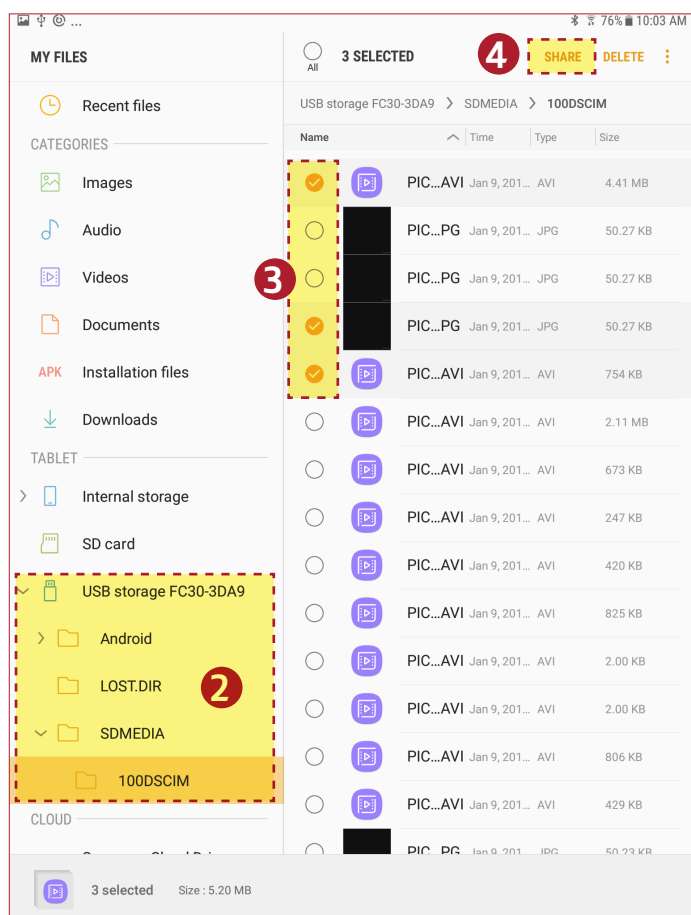 76% 10:03 AM
MY FILES
All
3 SELECTED
4
SHARE
DELETE
Recent files
USB storage FC30-3DA9 > SDMEDIA > 100DSCIM
CATEGORIES
Name Time Type Size
Images
PIC...AVI Jan 9, 201... AVI 4.41 MB
Audio
PIC...PG Jan 9, 201... JPG 50.27 KB
Videos
3
PIC...PG Jan 9, 201... JPG 50.27 KB
Documents
PIC...PG Jan 9, 201... JPG 50.27 KB
APK Installation files
PIC...AVI Jan 9, 201... AVI 754 KB
Downloads
PIC...AVI Jan 9, 201... AVI 2.11 MB
TABLET
PIC...AVI Jan 9, 201... AVI 673 KB
Internal storage
PIC...AVI Jan 9, 201... AVI 247 KB
SD card
PIC...AVI Jan 9, 201... AVI 420 KB
USB storage FC30-3DA9
PIC...AVI Jan 9, 201... AVI 825 KB
Android
PIC...AVI Jan 9, 201... AVI 2.00 KB
LOST.DIR
2
PIC...AVI Jan 9, 201... AVI 2.00 KB
SDMEDIA
PIC...AVI Jan 9, 201... AVI 806 KB
100DSCIM
PIC...AVI Jan 9, 201... AVI 429 KB
CLOUD
PIC...PG Jan 9, 201... JPG 50.23 KB
3 selected Size : 5.20 MB